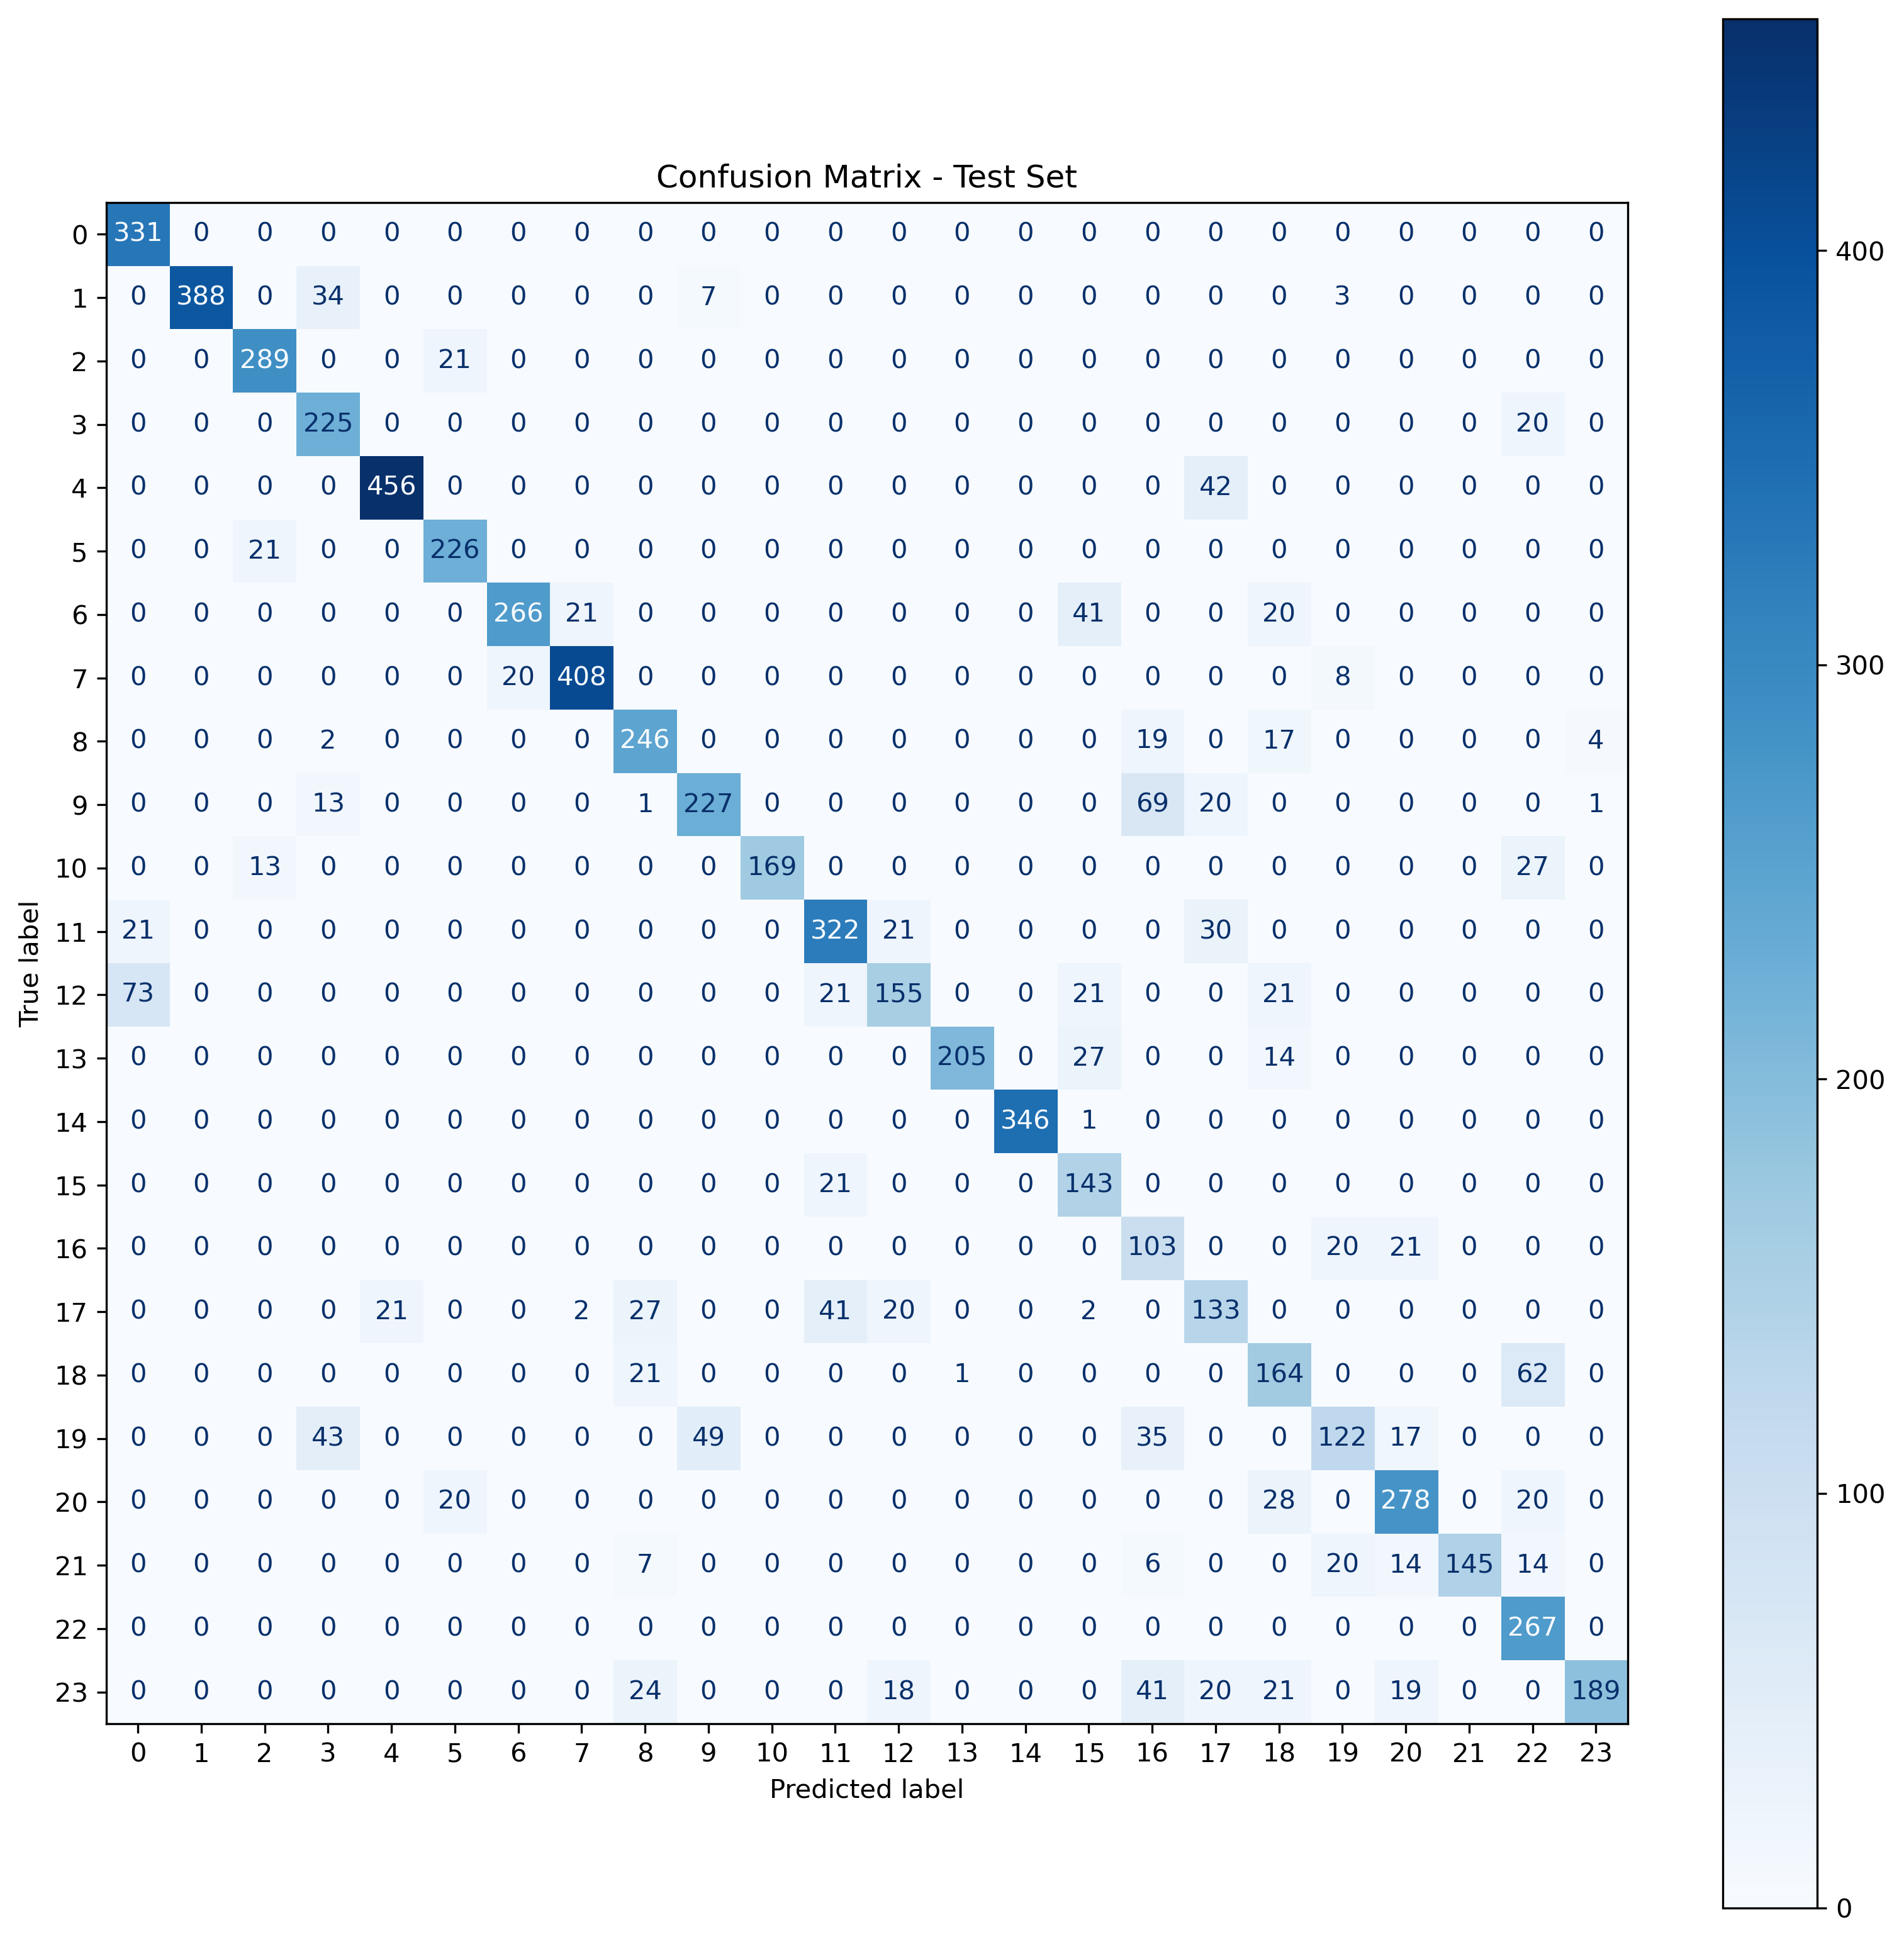 Confusion Matrix - Test Set
0 331 0 0 0 0 0 0 0 0 0 0 0 0 0 0 0 0 0 0 0 0 0 0 0
1 0 388 0 34 0 0 0 0 0 7 0 0 0 0 0 0 0 0 0 3 0 0 0 0
2 0 0 289 0 0 21 0 0 0 0 0 0 0 0 0 0 0 0 0 0 0 0 0 0
3 0 0 0 225 0 0 0 0 0 0 0 0 0 0 0 0 0 0 0 0 0 0 20 0
4 0 0 0 0 456 0 0 0 0 0 0 0 0 0 0 0 0 42 0 0 0 0 0 0
5 0 0 21 0 0 226 0 0 0 0 0 0 0 0 0 0 0 0 0 0 0 0 0 0
6 0 0 0 0 0 0 266 21 0 0 0 0 0 0 0 41 0 0 20 0 0 0 0 0
7 0 0 0 0 0 0 20 408 0 0 0 0 0 0 0 0 0 0 0 8 0 0 0 0
8 0 0 0 2 0 0 0 0 246 0 0 0 0 0 0 0 19 0 17 0 0 0 0 4
9 0 0 0 13 0 0 0 0 1 227 0 0 0 0 0 0 69 20 0 0 0 0 0 1
10 0 0 13 0 0 0 0 0 0 0 169 0 0 0 0 0 0 0 0 0 0 0 27 0
11 21 0 0 0 0 0 0 0 0 0 0 322 21 0 0 0 0 30 0 0 0 0 0 0
12 73 0 0 0 0 0 0 0 0 0 0 21 155 0 0 21 0 0 21 0 0 0 0 0
13 0 0 0 0 0 0 0 0 0 0 0 0 0 205 0 27 0 0 14 0 0 0 0 0
14 0 0 0 0 0 0 0 0 0 0 0 0 0 0 346 1 0 0 0 0 0 0 0 0
15 0 0 0 0 0 0 0 0 0 0 0 21 0 0 0 143 0 0 0 0 0 0 0 0
16 0 0 0 0 0 0 0 0 0 0 0 0 0 0 0 0 103 0 0 20 21 0 0 0
17 0 0 0 0 21 0 0 2 27 0 0 41 20 0 0 2 0 133 0 0 0 0 0 0
18 0 0 0 0 0 0 0 0 21 0 0 0 0 1 0 0 0 0 164 0 0 0 62 0
19 0 0 0 43 0 0 0 0 0 49 0 0 0 0 0 0 35 0 0 122 17 0 0 0
20 0 0 0 0 0 20 0 0 0 0 0 0 0 0 0 0 0 0 28 0 278 0 20 0
21 0 0 0 0 0 0 0 0 7 0 0 0 0 0 0 0 6 0 0 20 14 145 14 0
22 0 0 0 0 0 0 0 0 0 0 0 0 0 0 0 0 0 0 0 0 0 0 267 0
23 0 0 0 0 0 0 0 0 24 0 0 0 18 0 0 0 41 20 21 0 19 0 0 189
0 1 2 3 4 5 6 7 8 9 10 11 12 13 14 15 16 17 18 19 20 21 22 23
Predicted label
True label
400
300
200
100
0